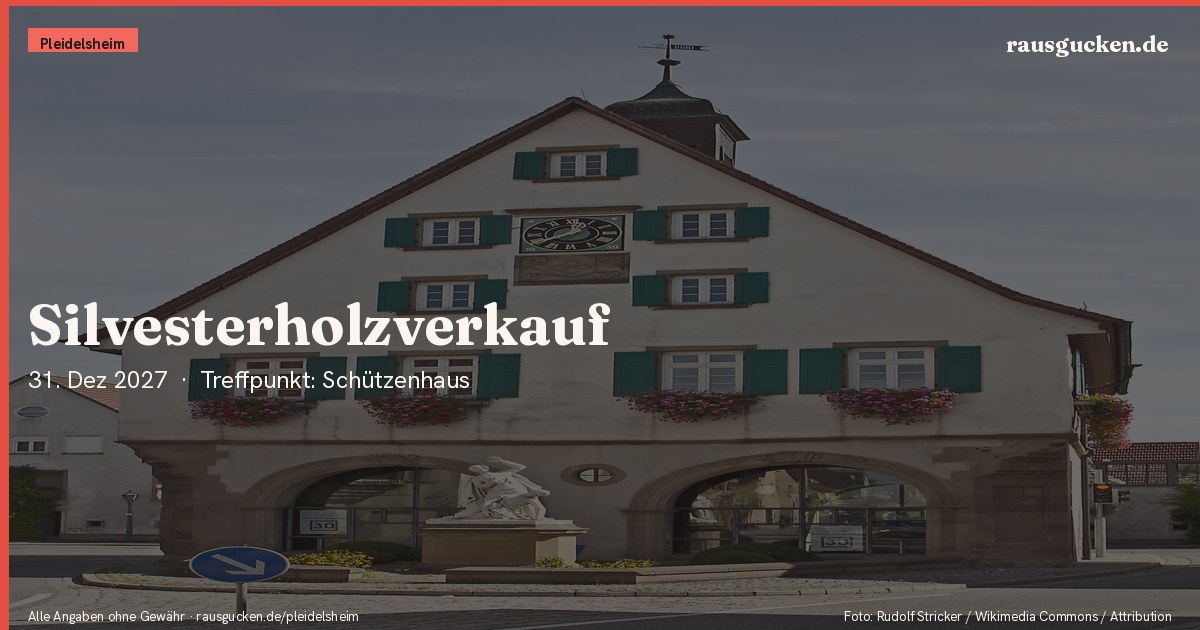 Pleidelsheim
rausgucken.de
Silvesterholzverkauf
31. Dez 2027 · Treffpunkt: Schützenhaus
30
Alle Angaben ohne Gewähr · rausgucken.de/pleidelsheim
Foto: Rudolf Stricker / Wikimedia Commons / Attribution